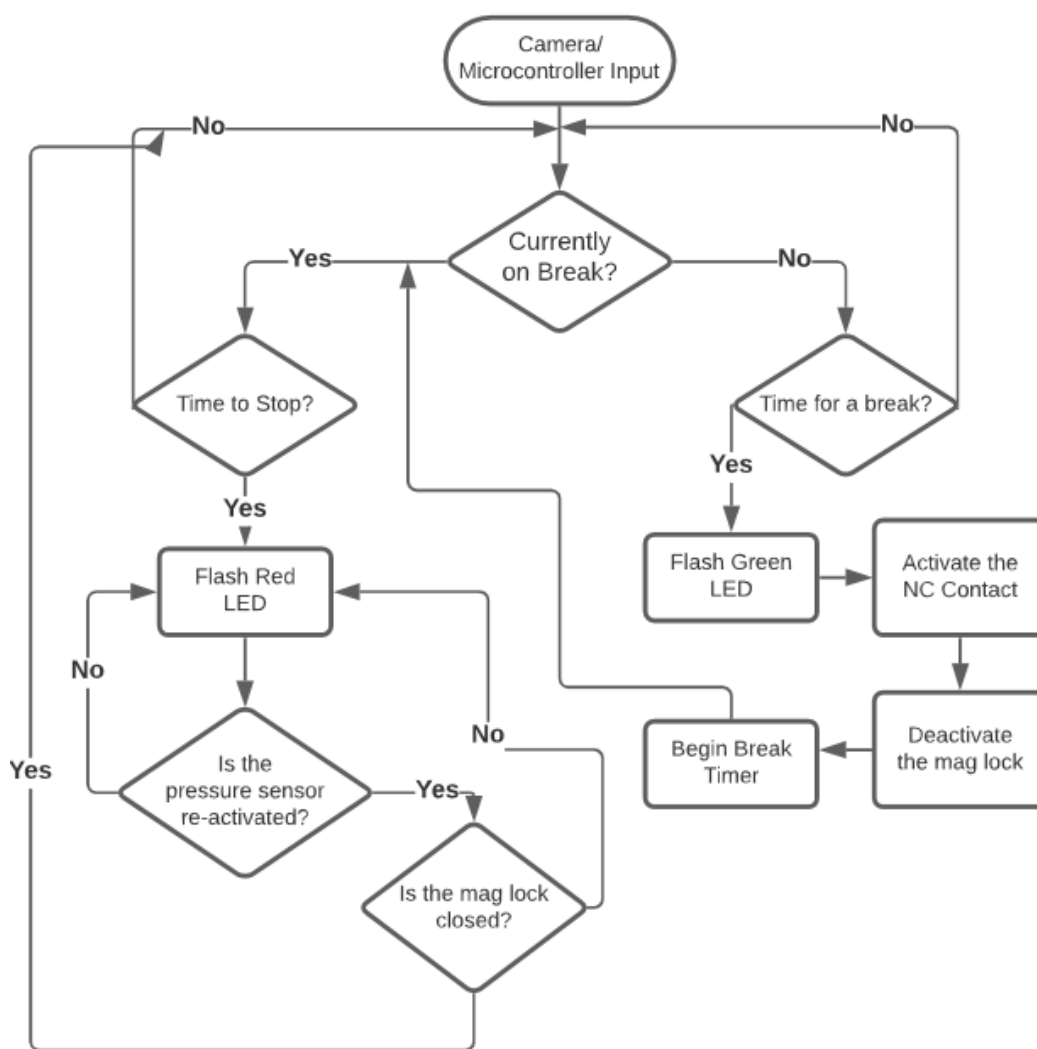 Camera/
Microcontroller Input
No
No
Currently
on Break?
Yes
No
Time to Stop?
Time for a break?
Yes
Yes
Flash Red
LED
Flash Green
LED
Activate the
NC Contact
No
Is the
pressure sensor
re-activated?
Yes
No
Begin Break
Timer
Deactivate
the mag lock
Yes
Is the mag lock
closed?